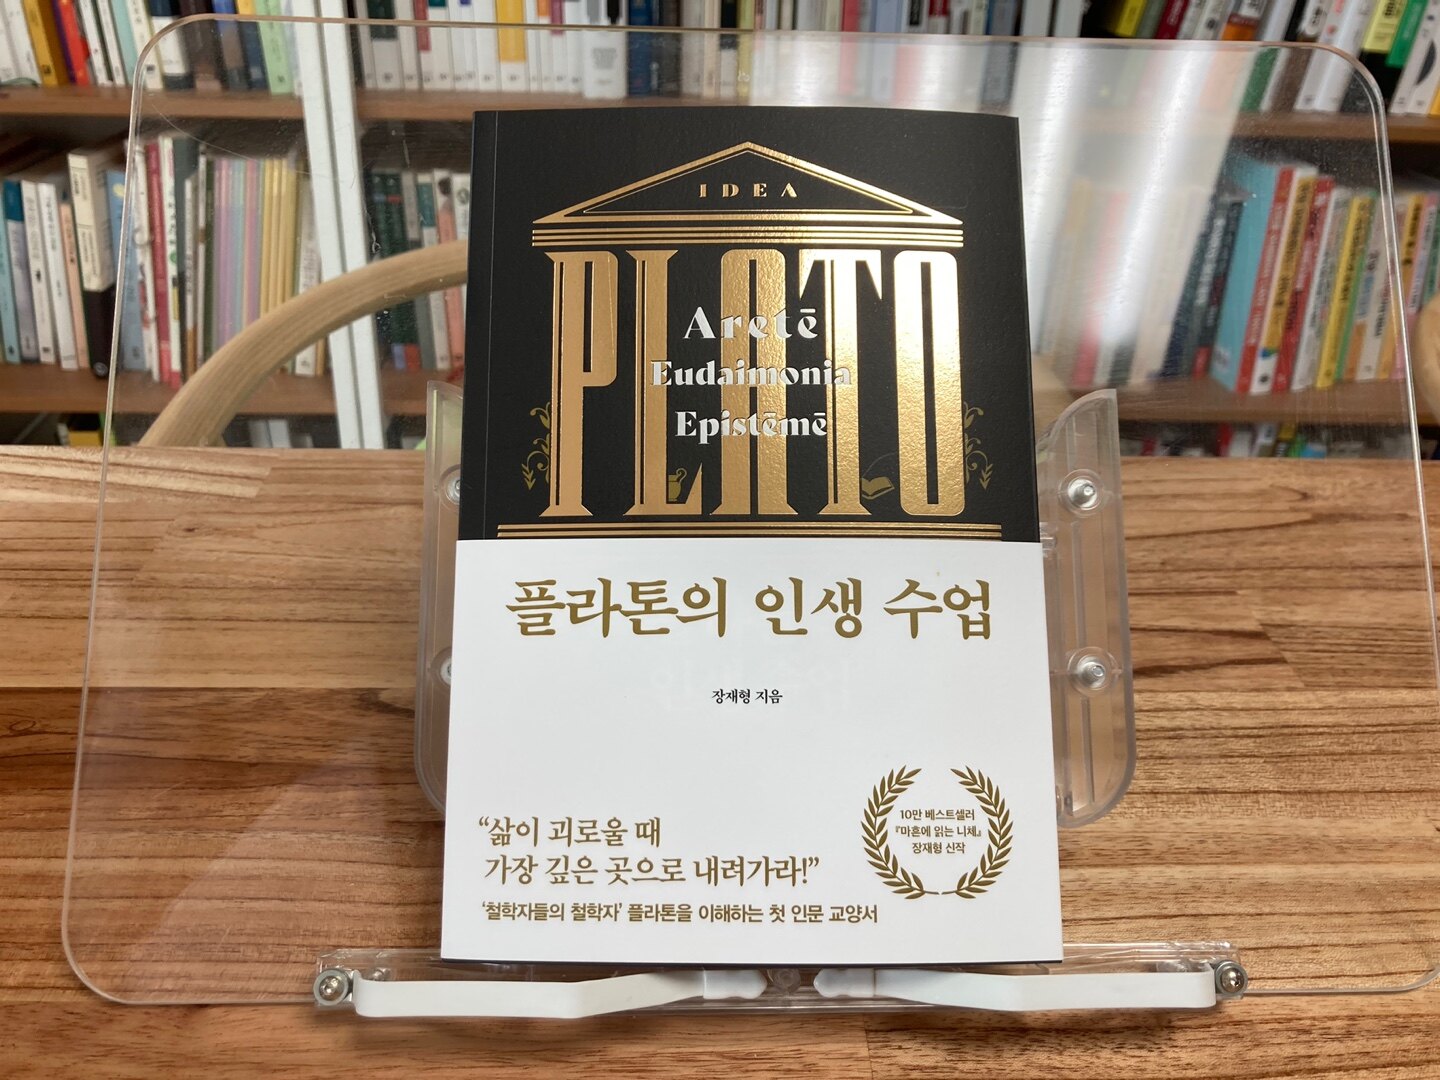 IDEA
PLATO
Aretē
Eudaimonia
Epistēmē
플라톤의 인생 수업
장재형 지음
“삶이 괴로울 때
가장 깊은 곳으로 내려가라!”
‘철학자들의 철학자’ 플라톤을 이해하는 첫 인문 교양서
10만 베스트셀러
『마흔에 읽는 니체』
장재형 신작